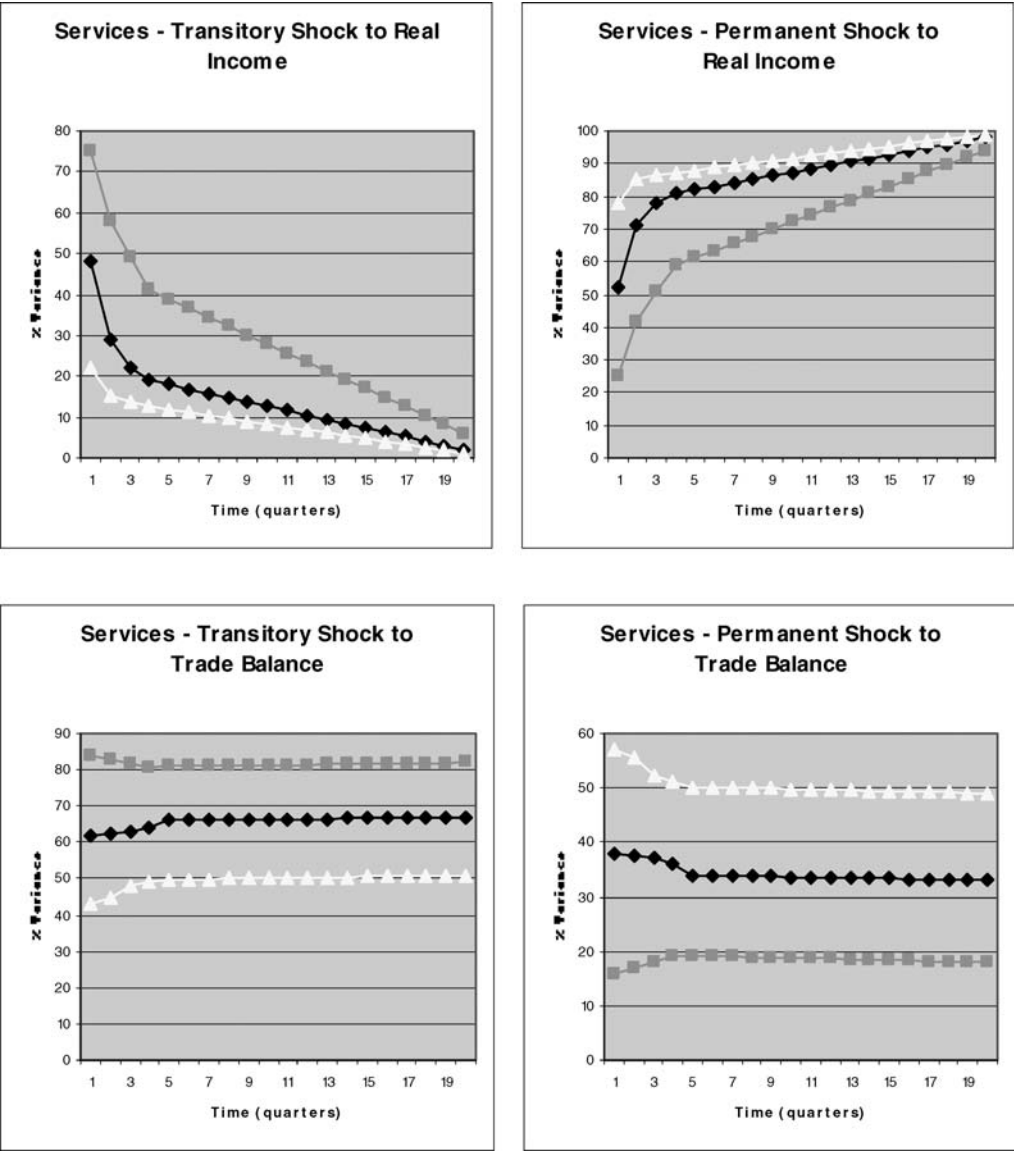 Services - Transitory Shock to Real
Income
80
70
60
50
40
30
20
10
0
% Variance
1 3 5 7 9 11 13 15 17 19
Time (quarters)
Services - Permanent Shock to
Real Income
100
90
80
70
60
50
40
30
20
10
0
% Variance
1 3 5 7 9 11 13 15 17 19
Time (quarters)
Services - Transitory Shock to
Trade Balance
90
80
70
60
50
40
30
20
10
0
% Variance
1 3 5 7 9 11 13 15 17 19
Time (quarters)
Services - Permanent Shock to
Trade Balance
60
50
40
30
20
10
0
% Variance
1 3 5 7 9 11 13 15 17 19
Time (quarters)